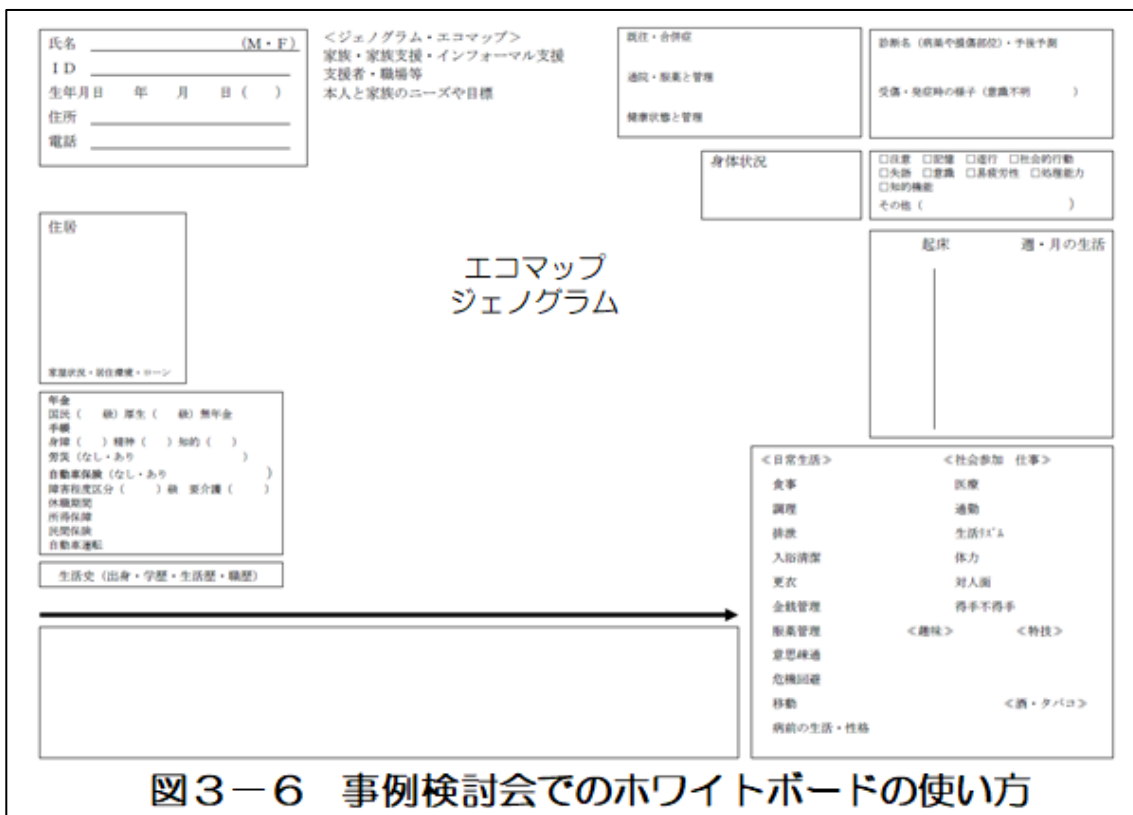 氏名 (M・F)
ID
生年月日 年 月 日( )
住所
電話
≪ジェノグラム・エコマップ≫
家族・家族支援・インフォーマル支援
支援者・職場等
本人と家族のニーズや目標
既往・合併症
通院・服薬と管理
健康状態と管理
診断名(病巣や損傷部位)・予後予測
受傷・発症時の様子(意識不明 )
身体状況
□注意 □記憶 □遂行 □社会的行動
□失語 □意識 □易疲労性 □処理能力
□知的機能
その他( )
住居
家屋状況・居住環境・ローン
エコマップ
ジェノグラム
起床 週・月の生活
年金
国民( 級)厚生( 級)無年金
手帳
身障( )精神( )知的( )
労災(なし・あり )
自動車保険(なし・あり )
障害程度区分( )級 要介護( )
休職期間
所得保障
民間保険
自動車運転
生活史(出身・学歴・生活歴・職歴)
≪日常生活≫ ≪社会参加 仕事≫
食事 医療
調理 通勤
排泄 生活リズム
入浴清潔 体力
更衣 対人面
金銭管理 得手不得手
服薬管理 ≪趣味≫ ≪特技≫
意思疎通
危機回避
移動 ≪酒・タバコ≫
病前の生活・性格
図3-6 事例検討会でのホワイトボードの使い方